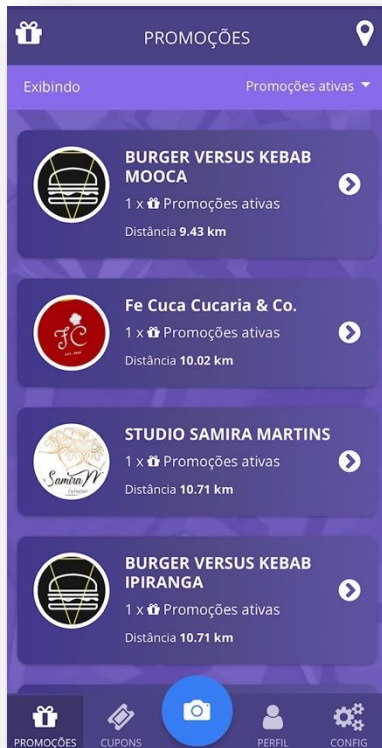 PROMOÇÕES
Exibindo
Promoções ativas
BURGER VERSUS KEBAB
MOOCA
1 x Promoções ativas
Distância 9.43 km
FC
Fe Cuca Cucaria & Co.
1 x Promoções ativas
Distância 10.02 km
Samira M
STUDIO SAMIRA MARTINS
1 x Promoções ativas
Distância 10.71 km
BURGER VERSUS KEBAB
IPIRANGA
1 x Promoções ativas
Distância 10.71 km
PROMOÇÕES
CUPONS
PERFIL
CONFIG